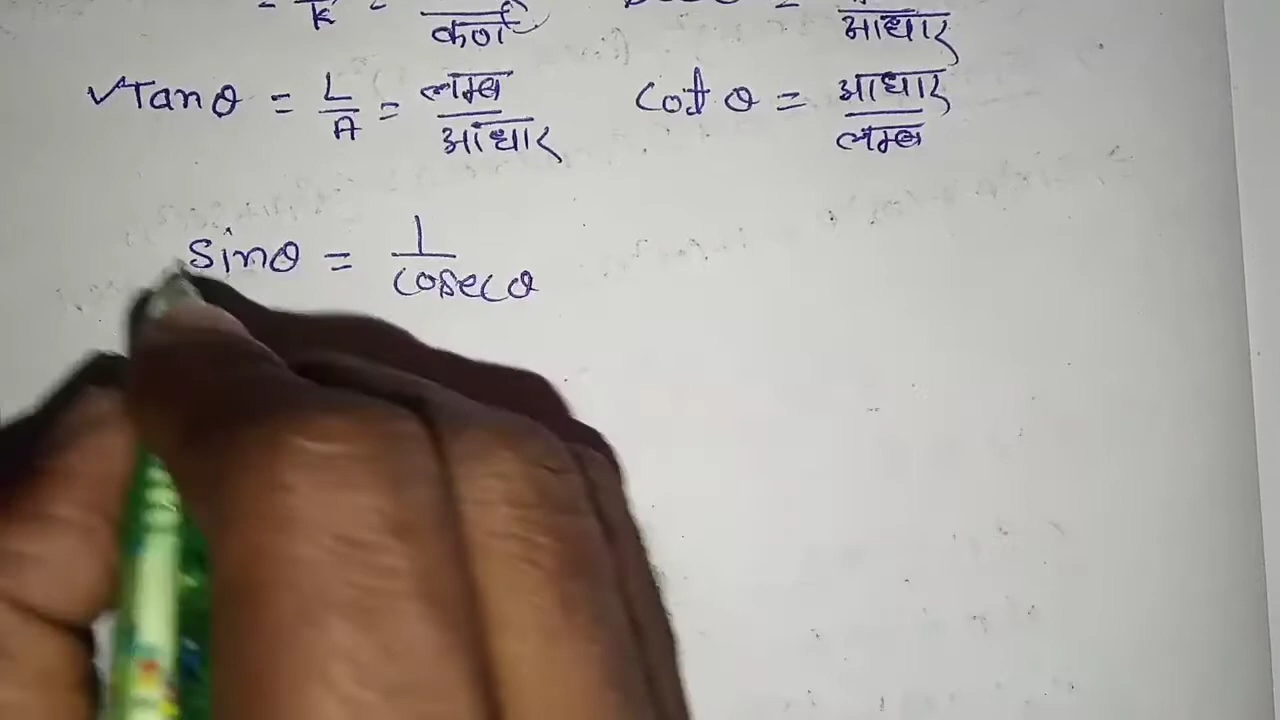 = /K = /कर्ण = /आधार
√Tanθ = L/A = लम्ब/आधार Cotθ = आधार/लम्ब
sinθ = 1/cosecθ